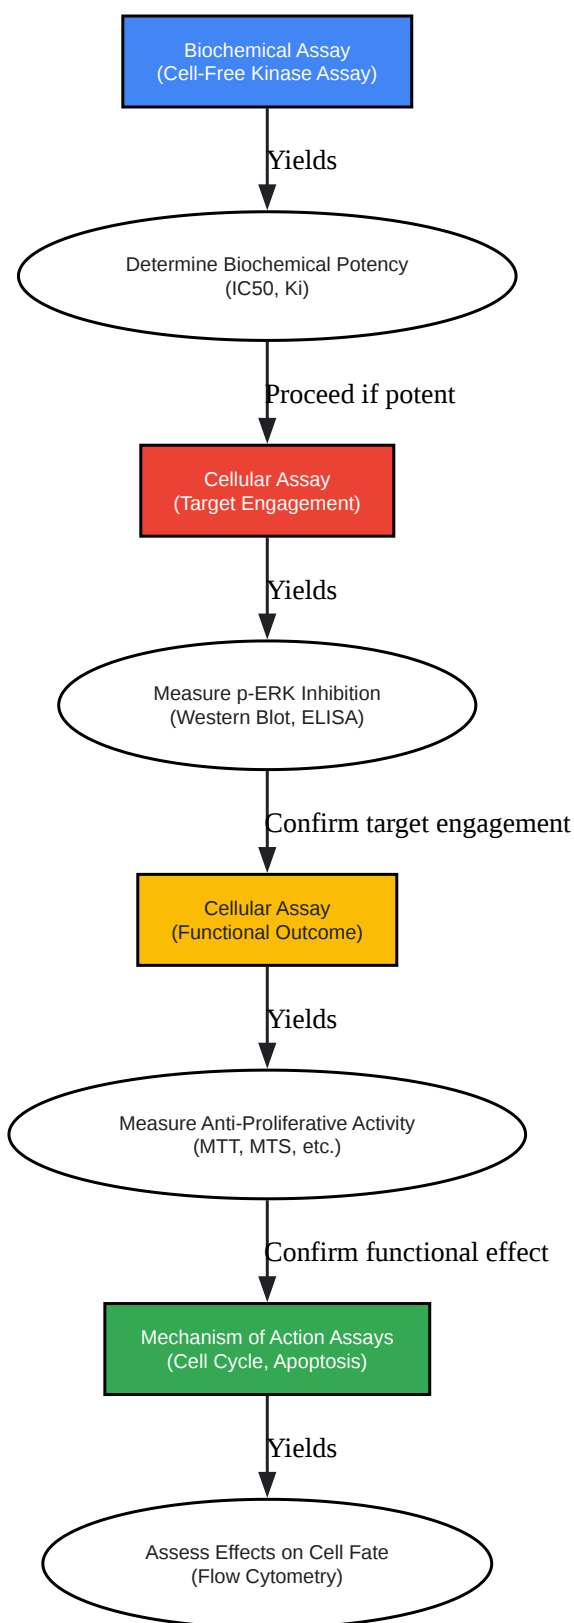 Biochemical Assay
(Cell-Free Kinase Assay)
Yields
Determine Biochemical Potency
(IC50, Ki)
Proceed if potent
Cellular Assay
(Target Engagement)
Yields
Measure p-ERK Inhibition
(Western Blot, ELISA)
Confirm target engagement
Cellular Assay
(Functional Outcome)
Yields
Measure Anti-Proliferative Activity
(MTT, MTS, etc.)
Confirm functional effect
Mechanism of Action Assays
(Cell Cycle, Apoptosis)
Yields
Assess Effects on Cell Fate
(Flow Cytometry)